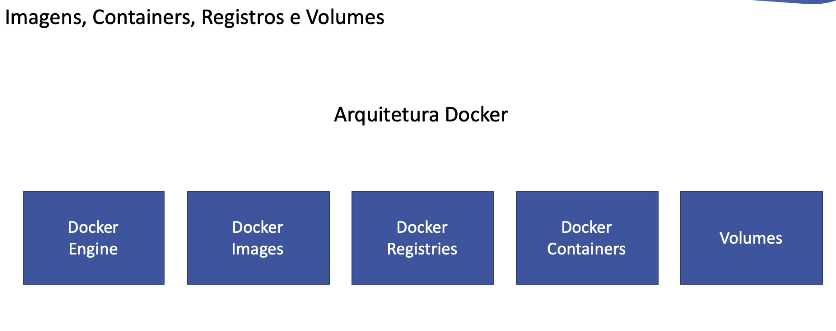 Imagens, Containers, Registros e Volumes
Arquitetura Docker
Docker
Engine
Docker
Images
Docker
Registries
Docker
Containers
Volumes